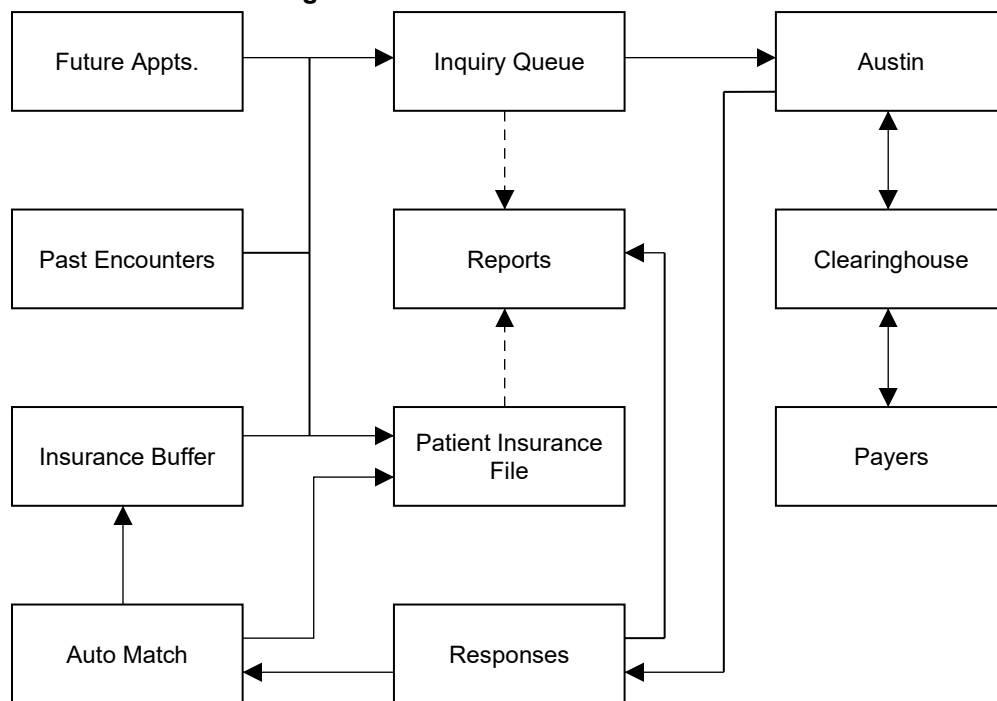 Future Appts.
Inquiry Queue
Austin
Past Encounters
Reports
Clearinghouse
Insurance Buffer
Patient Insurance
File
Payers
Auto Match
Responses